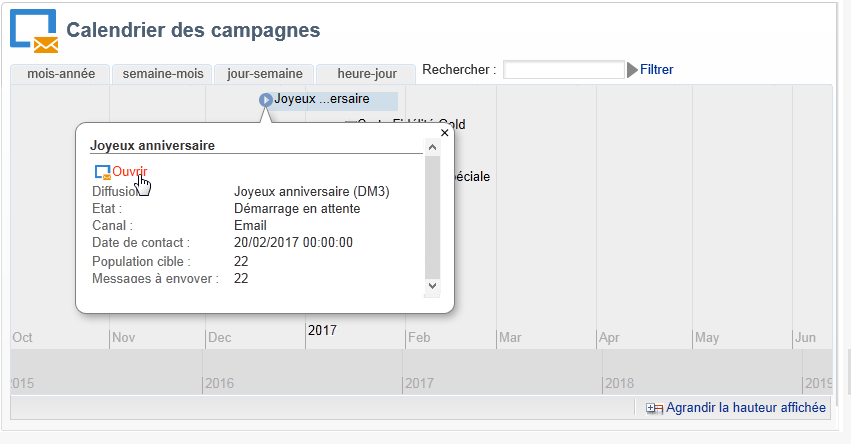 Calendrier des campagnes
mois-année semaine-mois jour-semaine heure-jour Rechercher : Filtrer
Joyeux ...ersaire
Joyeux anniversaire
Ouvrir
Diffusion Joyeux anniversaire (DM3)
Etat : Démarrage en attente
Canal : Email
Date de contact : 20/02/2017 00:00:00
Population cible : 22
Messages à envoyer : 22
éciale
Oct Nov Dec 2017 Feb Mar Apr May Jun
2015 2016 2017 2018 2019
Agrandir la hauteur affichée